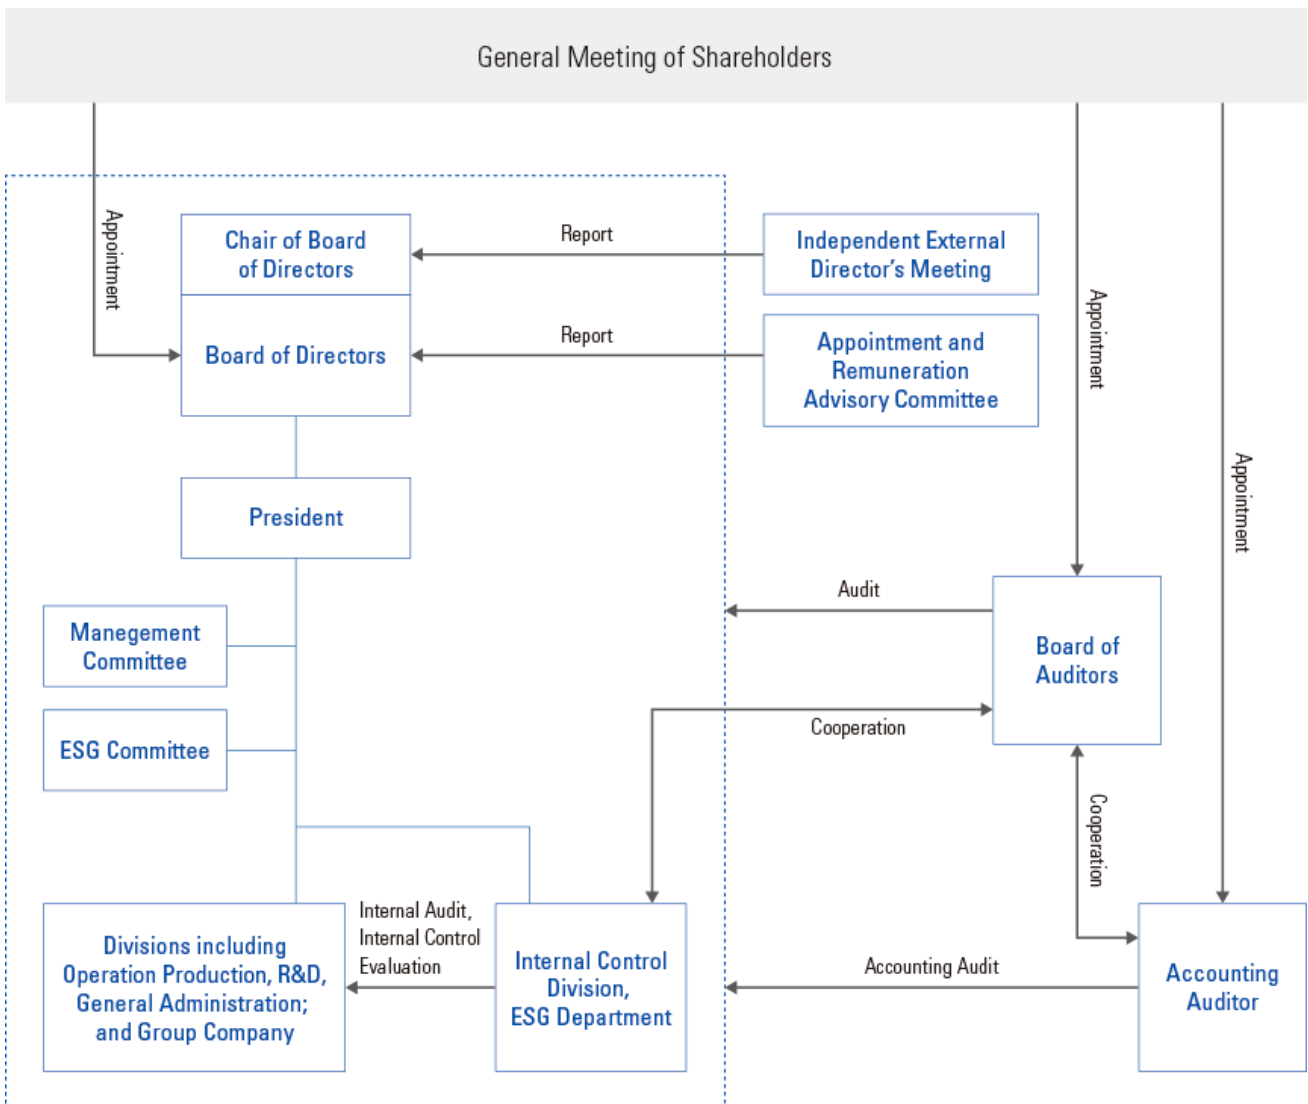 General Meeting of Shareholders
Appointment
Chair of Board
of Directors
Report
Independent External
Director's Meeting
Board of Directors
Report
Appointment and
Remuneration
Advisory Committee
Appointment
Appointment
President
Audit
Manegement
Committee
Board of
Auditors
Cooperation
ESG Committee
Cooperation
Internal Audit,
Internal Control
Evaluation
Divisions including
Operation Production, R&D,
General Administration;
and Group Company
Internal Control
Division,
ESG Department
Accounting Audit
Accounting
Auditor